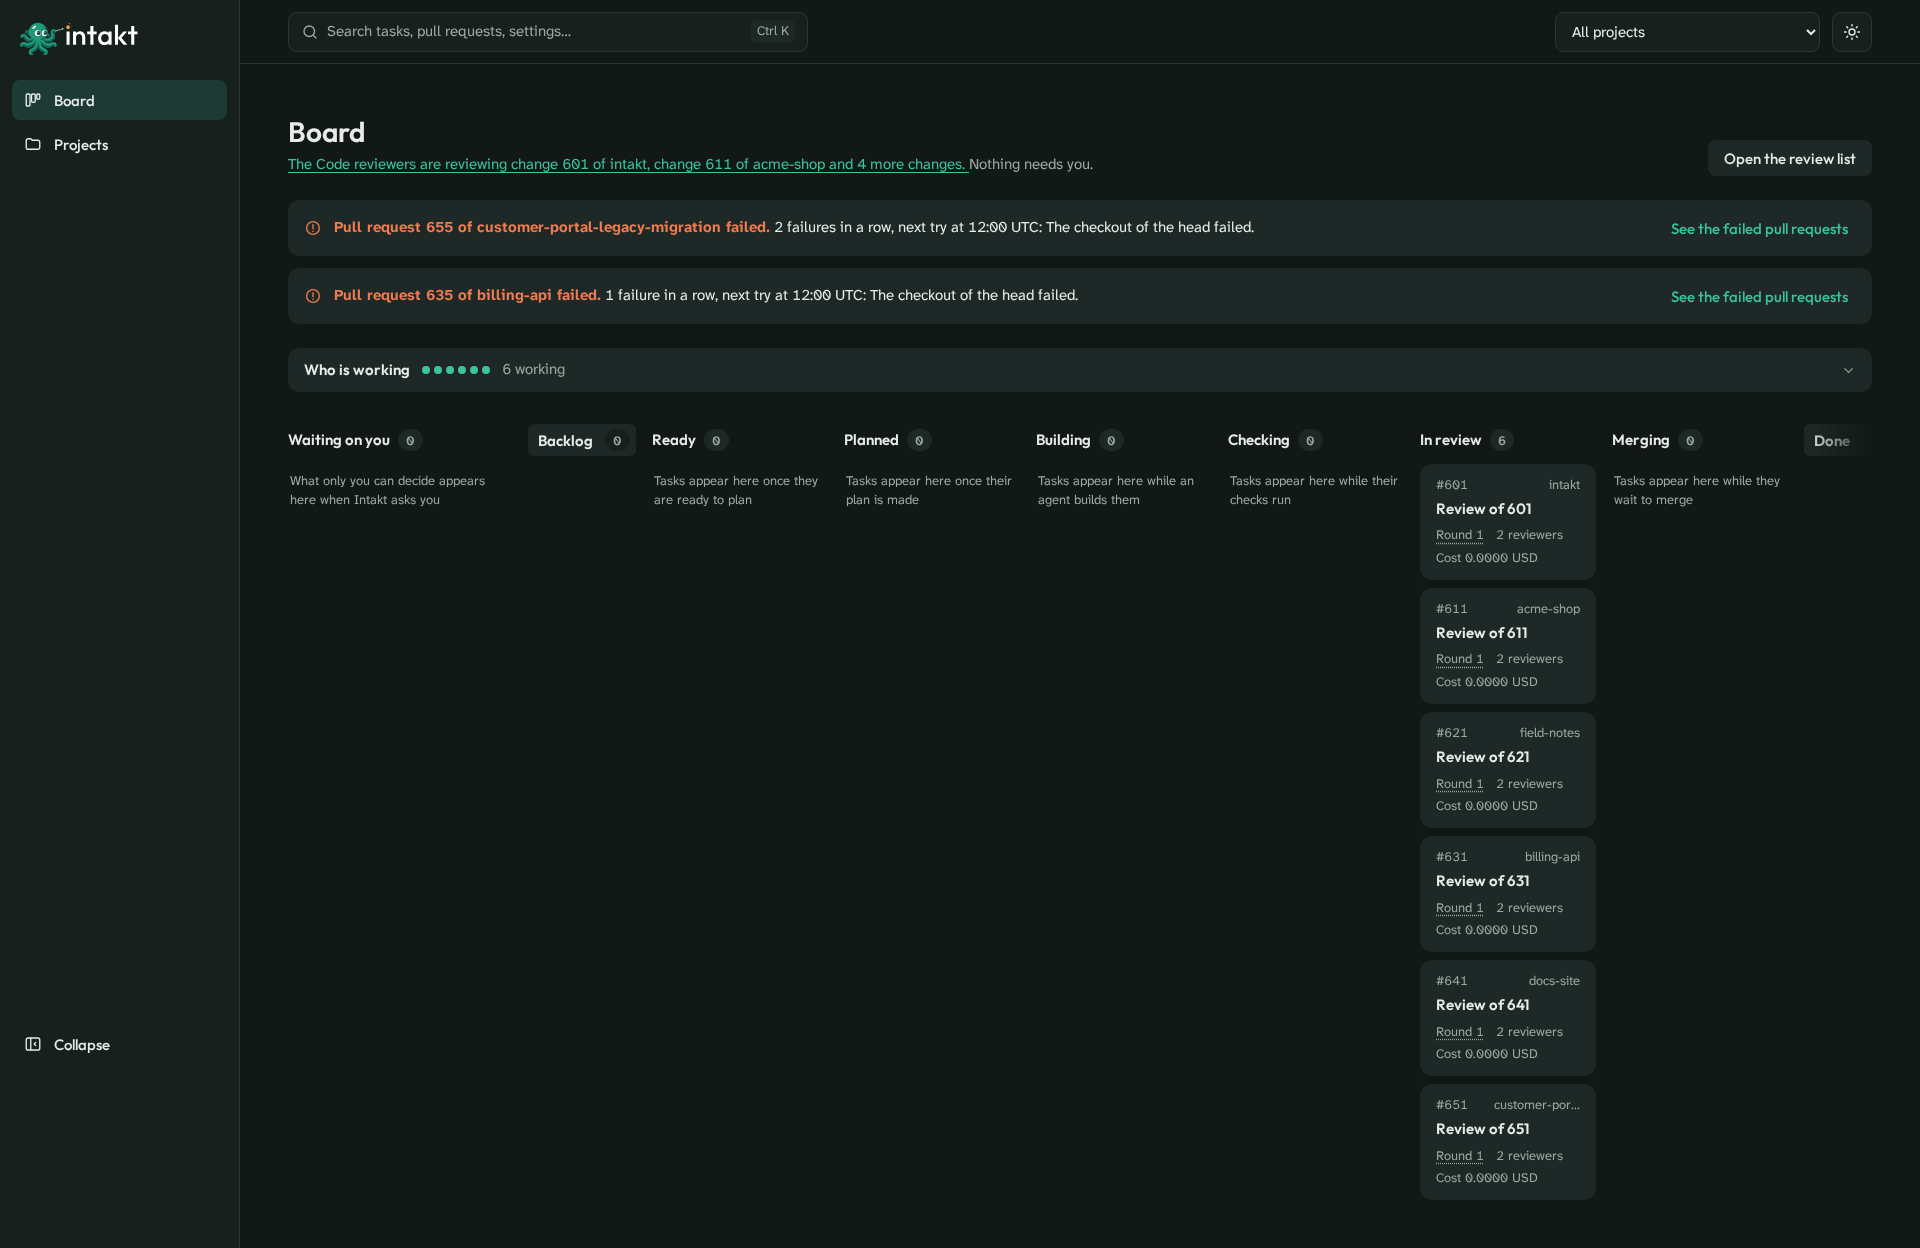 intakt
Search tasks, pull requests, settings...
Ctrl K
All projects
Board
Projects
Board
The Code reviewers are reviewing change 601 of intakt, change 611 of acme-shop and 4 more changes. Nothing needs you.
Open the review list
Pull request 655 of customer-portal-legacy-migration failed. 2 failures in a row, next try at 12:00 UTC: The checkout of the head failed.
See the failed pull requests
Pull request 635 of billing-api failed. 1 failure in a row, next try at 12:00 UTC: The checkout of the head failed.
See the failed pull requests
Who is working
6 working
Waiting on you 0
What only you can decide appears
here when Intakt asks you
Backlog 0
Ready 0
Tasks appear here once they
are ready to plan
Planned 0
Tasks appear here once their
plan is made
Building 0
Tasks appear here while an
agent builds them
Checking 0
Tasks appear here while their
checks run
In review 6
#601 intakt
Review of 601
Round 1 2 reviewers
Cost 0.0000 USD
#611 acme-shop
Review of 611
Round 1 2 reviewers
Cost 0.0000 USD
#621 field-notes
Review of 621
Round 1 2 reviewers
Cost 0.0000 USD
#631 billing-api
Review of 631
Round 1 2 reviewers
Cost 0.0000 USD
#641 docs-site
Review of 641
Round 1 2 reviewers
Cost 0.0000 USD
#651 customer-por...
Review of 651
Round 1 2 reviewers
Cost 0.0000 USD
Merging 0
Tasks appear here while they
wait to merge
Done
Collapse